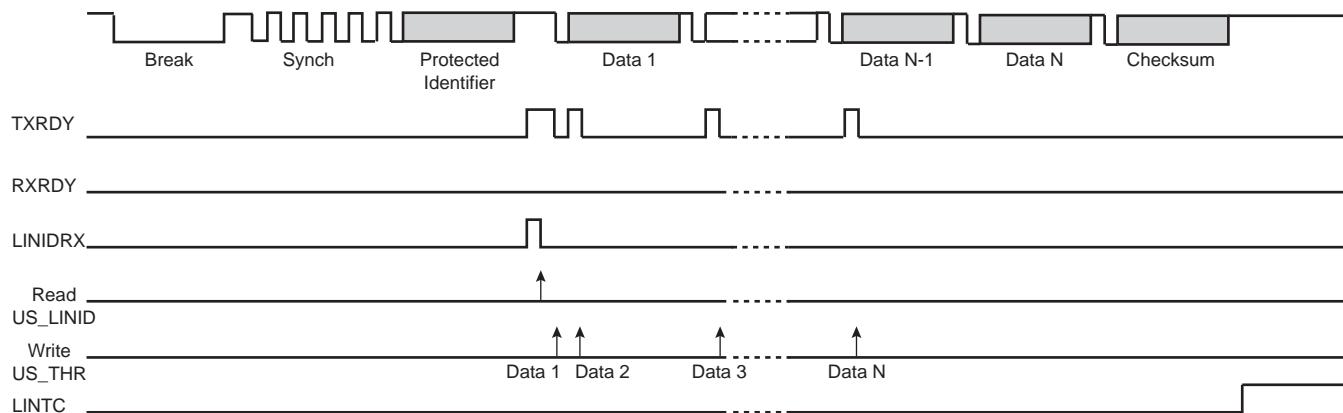 Break Synch Protected Data 1 Data N-1 Data N Checksum
Identifier
TXRDY
RXRDY
LINIDRX
Read
US_LINID
Write
US_THR
Data 1 Data 2 Data 3 Data N
LINTC